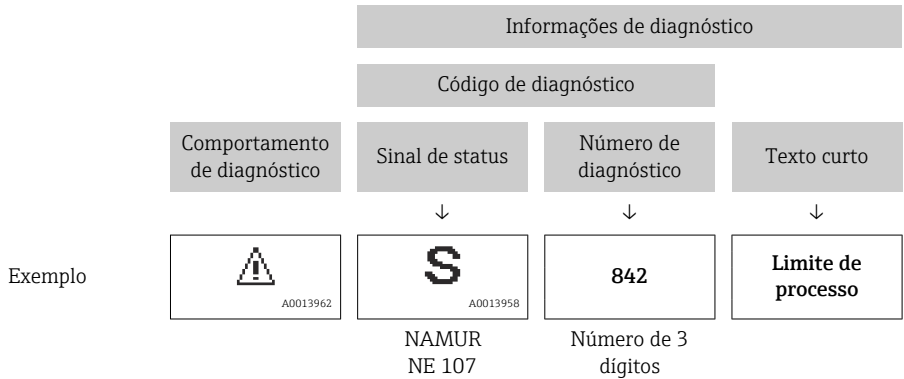 Informações de diagnóstico
Código de diagnóstico
Comportamento
de diagnóstico
Sinal de status
Número de
diagnóstico
Texto curto
↓ ↓ ↓
Exemplo
A0013962
S
A0013958
842
Limite de
processo
NAMUR
NE 107
Número de 3
dígitos